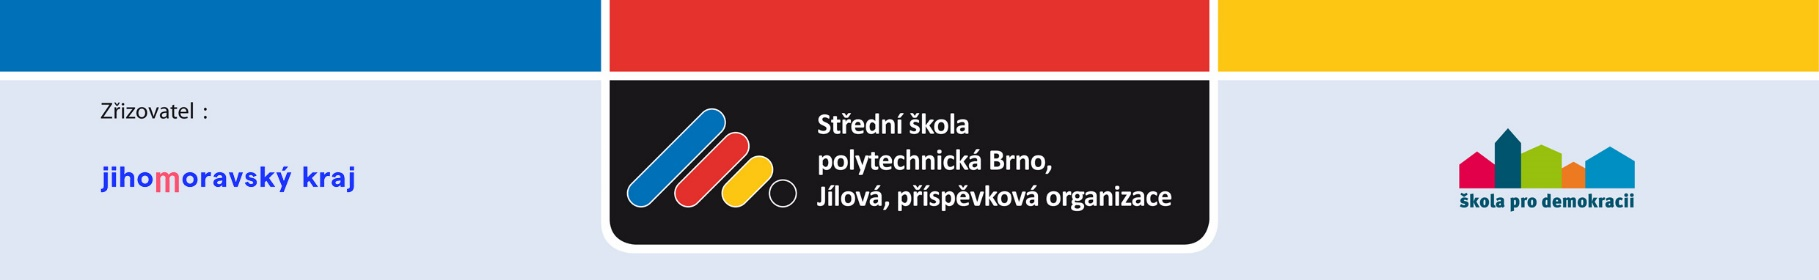 Zřizovatel :
jihomoravský kraj
Střední škola
polytechnická Brno,
Jílová, příspěvková organizace
škola pro demokracii